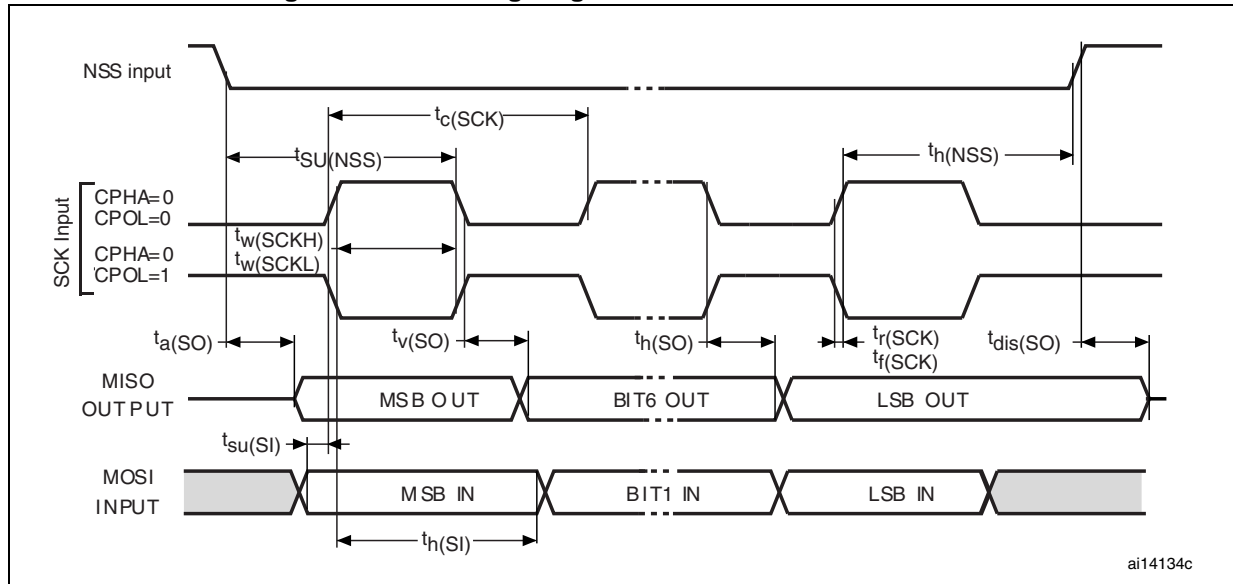 NSS input
tc(SCK)
tSU(NSS)
th(NSS)
SCK Input
CPHA=0
CPOL=0
tw(SCKH)
CPHA=0
tw(SCKL)
CPOL=1
ta(SO)
tv(SO)
th(SO)
tr(SCK)
tf(SCK)
tdis(SO)
MISO
OUTPUT
MSB OUT
BIT6 OUT
LSB OUT
tsu(SI)
MOSI
INPUT
MSB IN
BIT1 IN
LSB IN
th(SI)
ai14134c